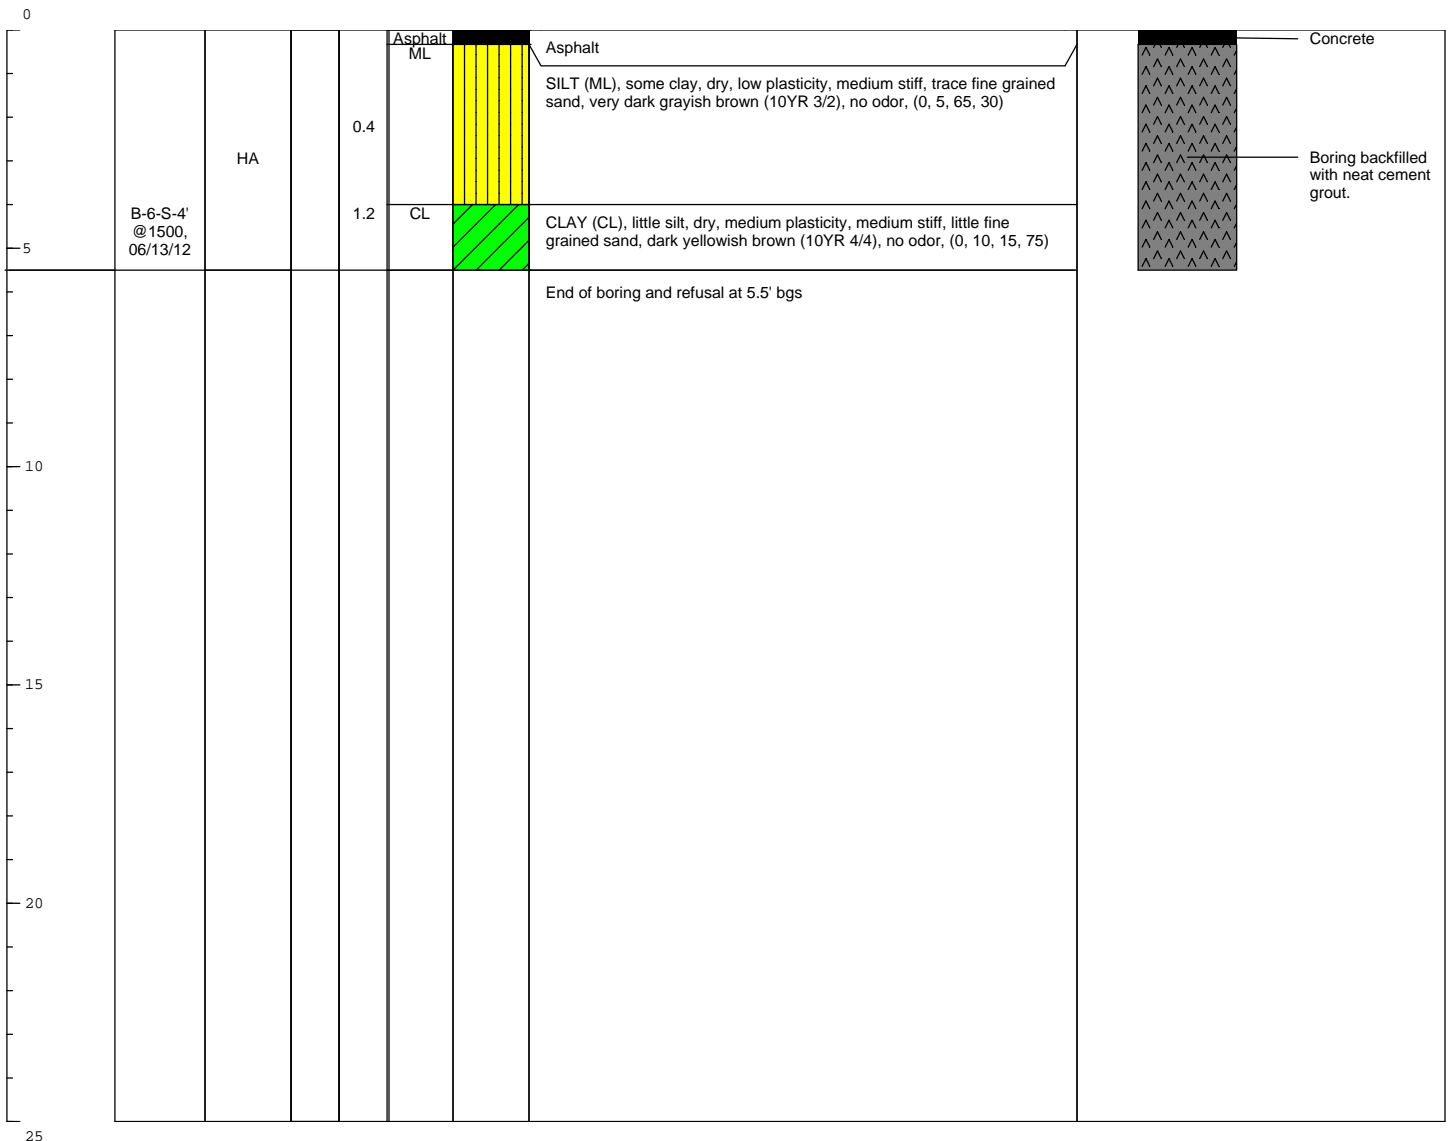 0
Asphalt
ML
Asphalt
Concrete
SILT (ML), some clay, dry, low plasticity, medium stiff, trace fine grained
sand, very dark grayish brown (10YR 3/2), no odor, (0, 5, 65, 30)
0.4
HA
Boring backfilled
with neat cement
grout.
B-6-S-4'
@1500,
06/13/12
1.2
CL
CLAY (CL), little silt, dry, medium plasticity, medium stiff, little fine
grained sand, dark yellowish brown (10YR 4/4), no odor, (0, 10, 15, 75)
5
End of boring and refusal at 5.5' bgs
10
15
20
25